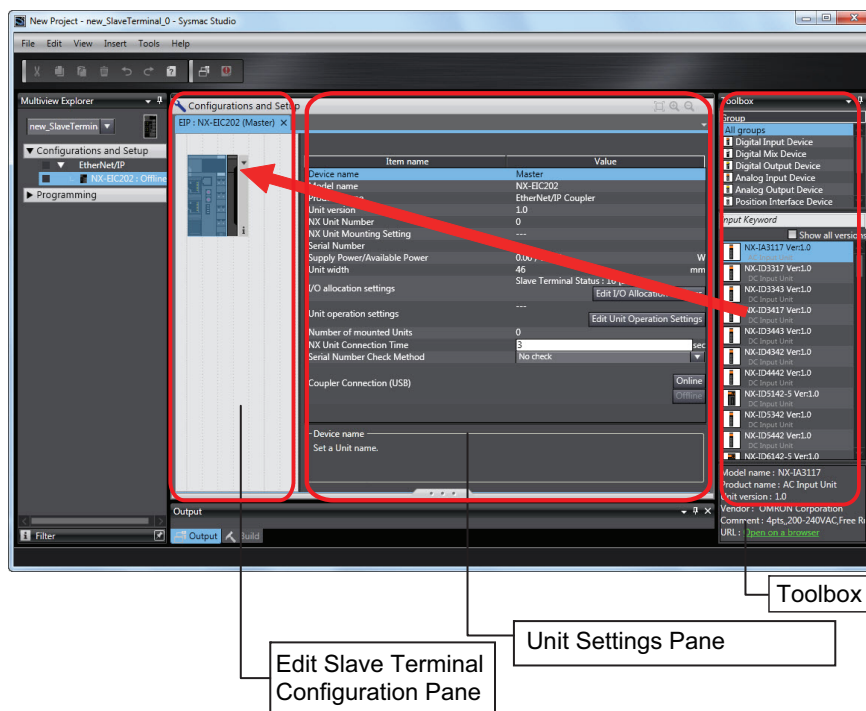 New Project - new_SlaveTerminal_0 - Sysmac Studio
File Edit View Insert Tools Help
Multiview Explorer
new_SlaveTermin
Configurations and Setup
EtherNet/IP
NX-EIC202 : Offline
Programming
Filter
Configurations and Setup
EIP : NX-EIC202 (Master)
Item name Value
Device name Master
Model name NX-EIC202
EtherNet/IP Coupler
Unit version 1.0
NX Unit Number 0
NX Unit Mounting Setting ---
Serial Number
Supply Power/Available Power 0.00 / W
Unit width 46 mm
I/O allocation settings Slave Terminal Status : 16
Edit I/O Allocation
Unit operation settings ---
Edit Unit Operation Settings
Number of mounted Units 0
NX Unit Connection Time 3 sec
Serial Number Check Method No check
Coupler Connection (USB) Online
Offline
Device name
Set a Unit name.
Output
Output Build
Toolbox
Group
All groups
Digital Input Device
Digital Mix Device
Digital Output Device
Analog Input Device
Analog Output Device
Position Interface Device
Input Keyword
Show all versions
NX-IA3117 Ver:1.0
AC Input Unit
NX-ID3317 Ver:1.0
DC Input Unit
NX-ID3343 Ver:1.0
DC Input Unit
NX-ID3417 Ver:1.0
DC Input Unit
NX-ID3443 Ver:1.0
DC Input Unit
NX-ID4342 Ver:1.0
DC Input Unit
NX-ID4442 Ver:1.0
DC Input Unit
NX-ID5142-5 Ver:1.0
DC Input Unit
NX-ID5342 Ver:1.0
DC Input Unit
NX-ID5442 Ver:1.0
DC Input Unit
NX-ID6142-5 Ver:1.0
Model name : NX-IA3117
Product name : AC Input Unit
Unit version : 1.0
Vendor : OMRON Corporation
Comment : 4pts,,200-240VAC,Free
URL : Open on a browser
Toolbox
Unit Settings Pane
Edit Slave Terminal
Configuration Pane